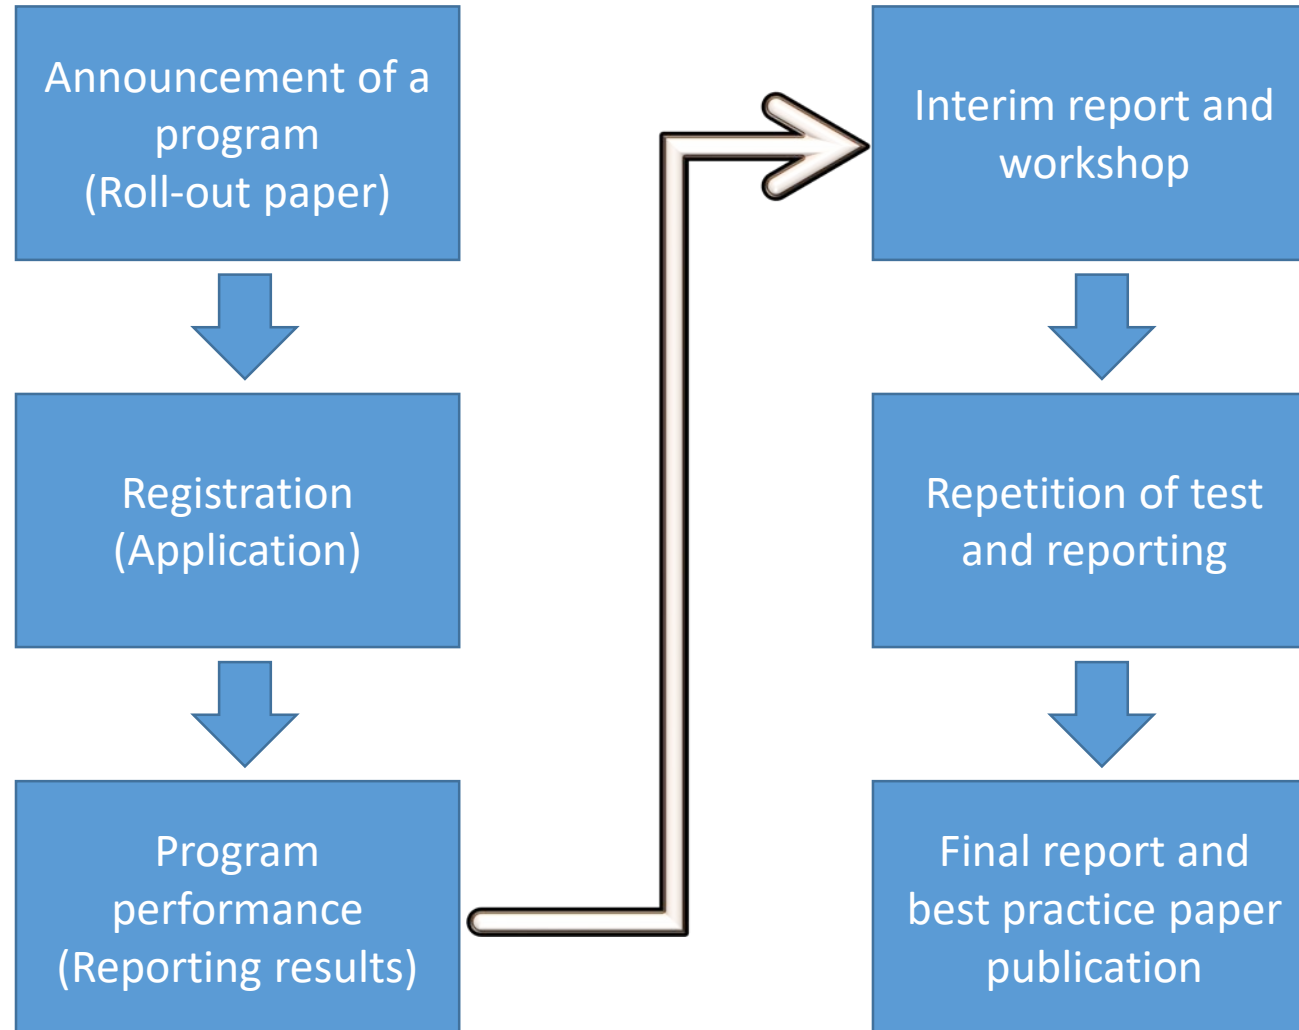 Announcement of a
program
(Roll-out paper)
Registration
(Application)
Program
performance
(Reporting results)
Interim report and
workshop
Repetition of test
and reporting
Final report and
best practice paper
publication